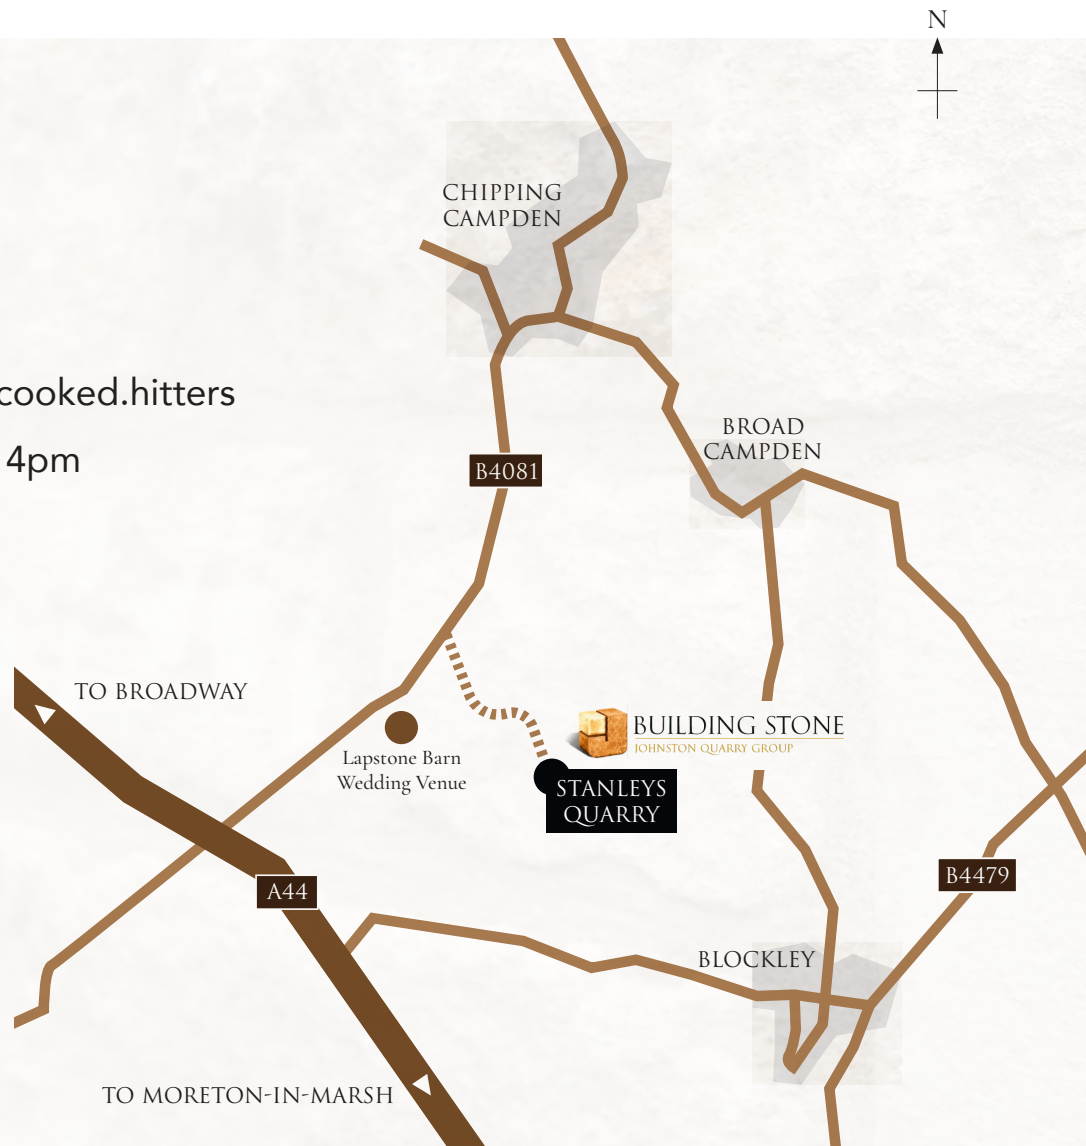 N
CHIPPING
CAMPDEN
cooked.hitters
4pm
BROAD
CAMPDEN
B4081
TO BROADWAY
BUILDING STONE
JOHNSTON QUARRY GROUP
Lapstone Barn
Wedding Venue
STANLEYS
QUARRY
B4479
A44
BLOCKLEY
TO MORETON-IN-MARSH